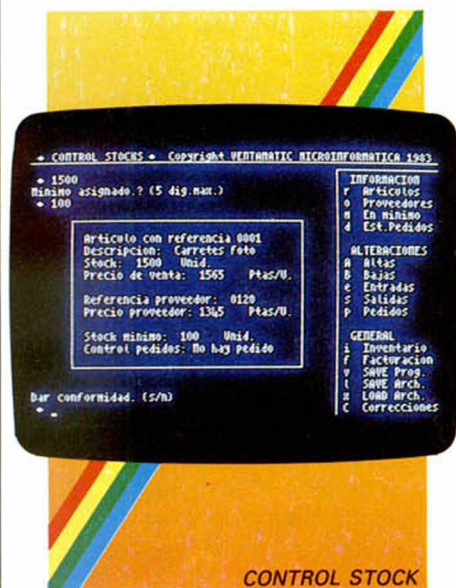 ◆ CONTROL STOCKS ◆ Copyright VENTAMATIC MICROINFORMATICA 1983
◆ 1500
Minimo asignado.? (5 dig.max.)
◆ 100
Articulo con referencia 0001
Descripcion: Carretes foto
Stock: 1500 Unid.
Precio de venta: 1565 Ptas/U.
Referencia proveedor: 0120
Precio proveedor: 1345 Ptas/U.
Stock minimo: 100 Unid.
Control pedidos: No hay pedido
Dar conformidad. (s/n)
◆ _
INFORMACION
r Articulos
o Proveedores
M En minimo
d Est.Pedidos
ALTERACIONES
A Altas
B Bajas
e Entradas
s Salidas
P Pedidos
GENERAL
i Inventario
f Facturacion
v SAVE Prog.
l SAVE Arch.
z LOAD Arch.
C Correcciones
CONTROL STOCK